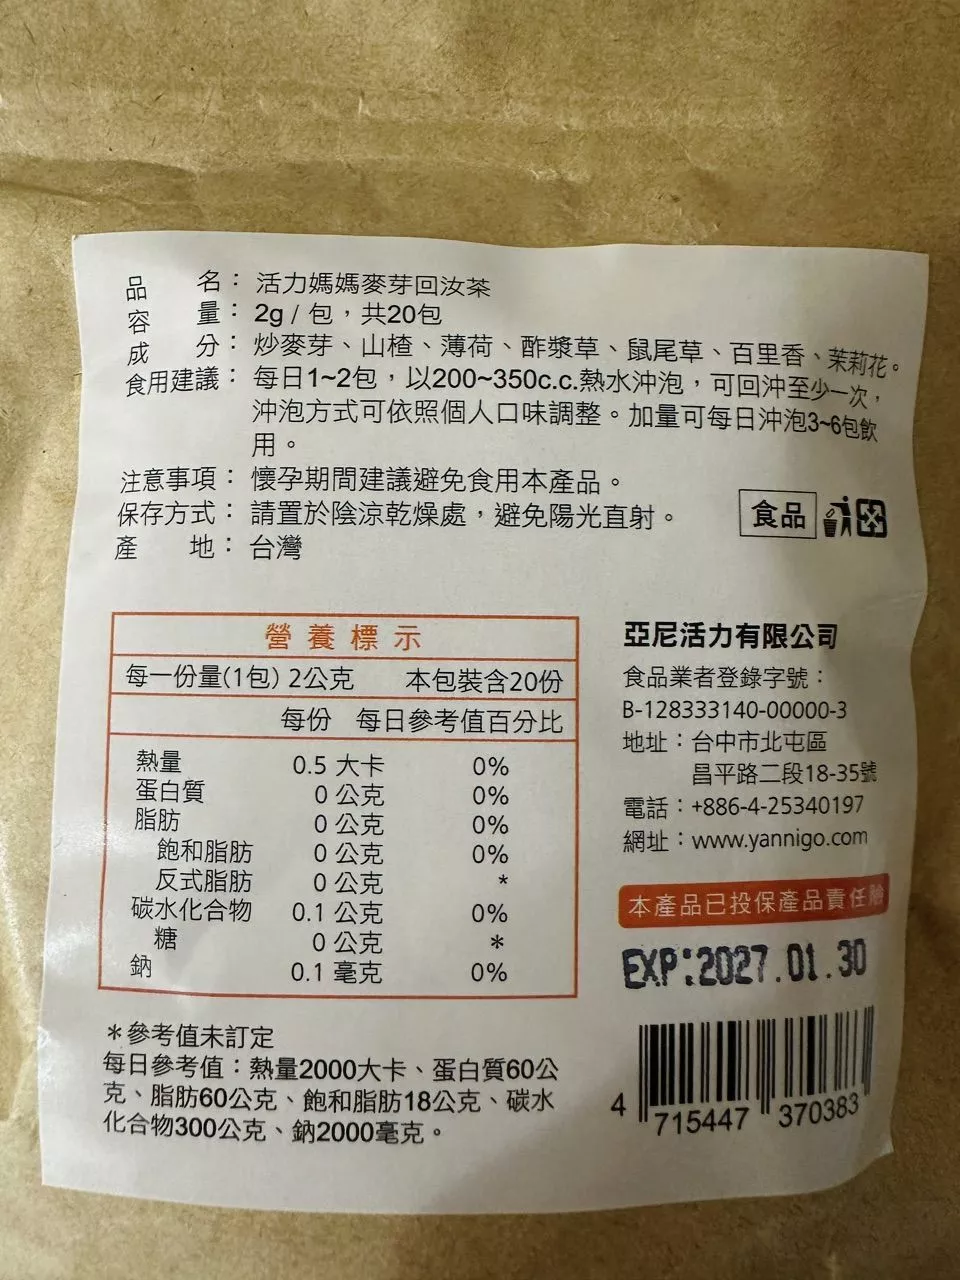 品名：活力媽媽麥芽回汝茶
容量：2g / 包，共20包
成分：炒麥芽、山楂、薄荷、酢漿草、鼠尾草、百里香、茉莉花。
食用建議：每日1~2包，以200~350c.c.熱水沖泡，可回沖至少一次，
沖泡方式可依照個人口味調整。加量可每日沖泡3~6包飲
用。
注意事項：懷孕期間建議避免食用本產品。
保存方式：請置於陰涼乾燥處，避免陽光直射。
食品
產地：台灣
營養標示
每一份量(1包) 2公克 本包裝含20份
每份 每日參考值百分比
熱量 0.5 大卡 0%
蛋白質 0 公克 0%
脂肪 0 公克 0%
飽和脂肪 0 公克 0%
反式脂肪 0 公克 *
碳水化合物 0.1 公克 0%
糖 0 公克 *
鈉 0.1 毫克 0%
*參考值未訂定
每日參考值：熱量2000大卡、蛋白質60公
克、脂肪60公克、飽和脂肪18公克、碳水
化合物300公克、鈉2000毫克。
亞尼活力有限公司
食品業者登錄字號：
B-128333140-00000-3
地址：台中市北屯區
昌平路二段18-35號
電話：+886-4-25340197
網址：www.yannigo.com
本產品已投保產品責任險
EXP:2027.01.30
4 715447 370383